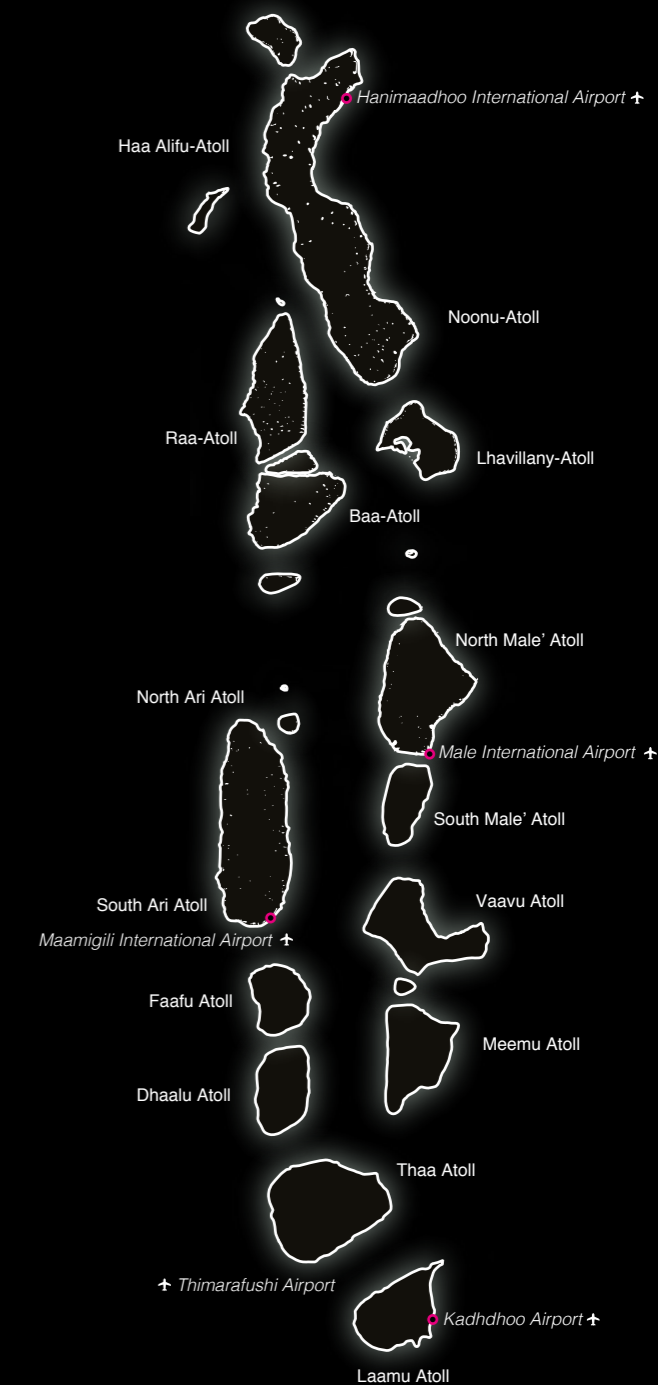 Hanimaadhoo International Airport
Haa Alifu-Atoll
Noonu-Atoll
Raa-Atoll
Lhavillany-Atoll
Baa-Atoll
North Male’ Atoll
North Ari Atoll
Male International Airport
South Male’ Atoll
Vaavu Atoll
South Ari Atoll
Maamigili International Airport
Faafu Atoll
Meemu Atoll
Dhaalu Atoll
Thaa Atoll
Thimarafushi Airport
Kadhdhoo Airport
Laamu Atoll